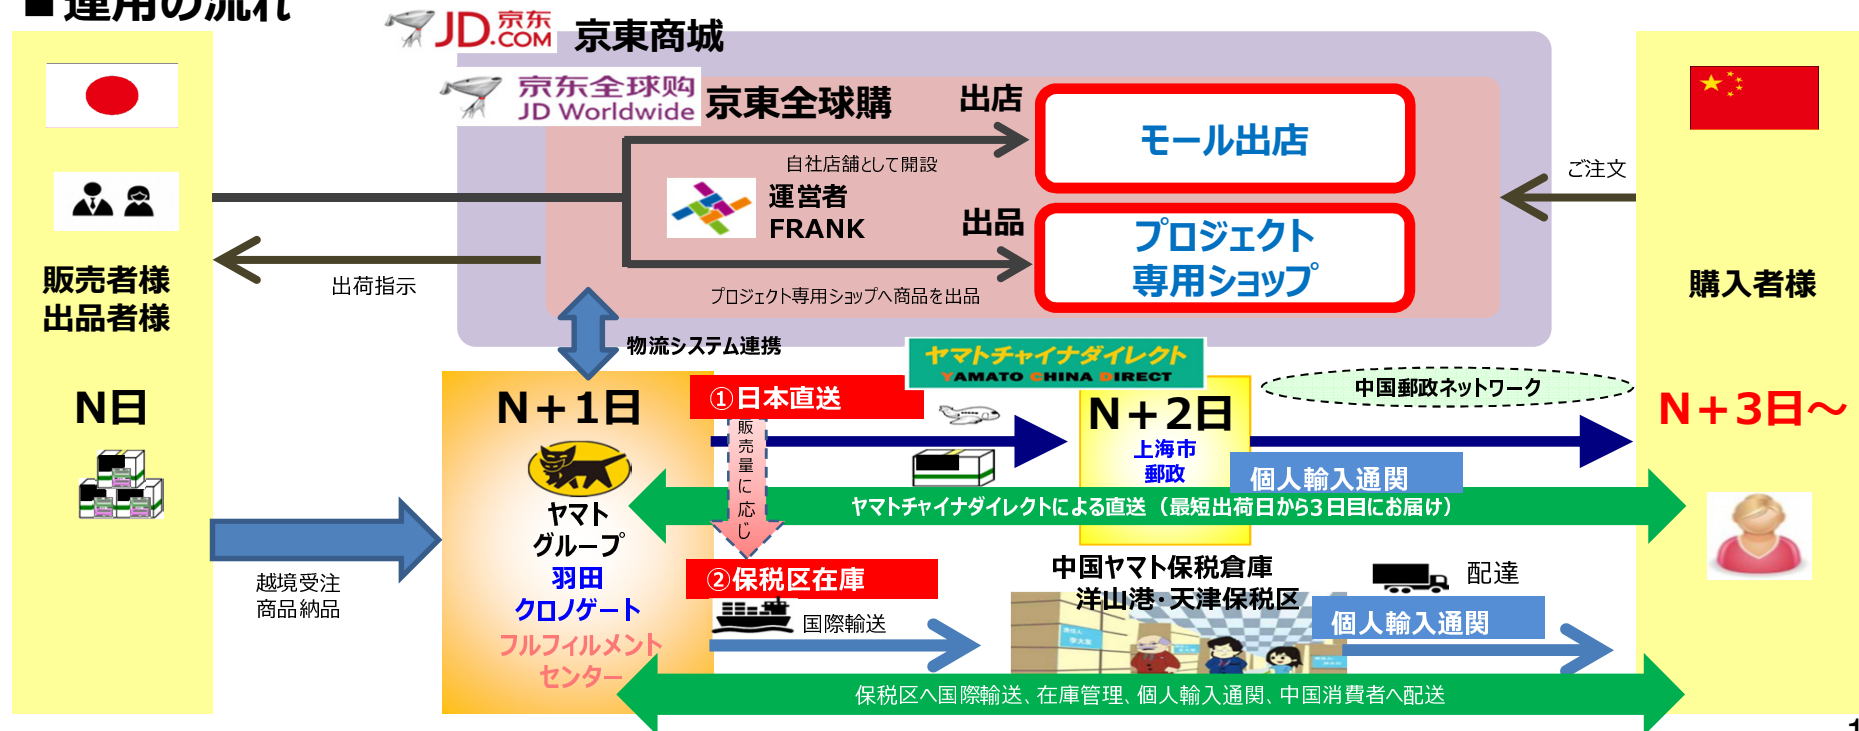 ■運用の流れ
JD.京东
COM
京東商城
京东全球购
JD Worldwide
京東全球購
出店
モール出店
自社店舗として開設
運営者
FRANK
出品
プロジェクト
専用ショップ
プロジェクト専用ショップへ商品を出品
ご注文
出荷指示
販売者様
出品者様
購入者様
物流システム連携
ヤマトチャイナダイレクト
YAMATO CHINA DIRECT
中国郵政ネットワーク
N日
N+1日
①日本直送
N+2日
N+3日～
上海市
郵政
販売量に応じ
個人輸入通関
ヤマトチャイナダイレクトによる直送（最短出荷日から3日目にお届け）
ヤマト
グループ
羽田
クロノゲート
フルフィルメント
センター
越境受注
商品納品
②保税区在庫
国際輸送
中国ヤマト保税倉庫
洋山港・天津保税区
配達
個人輸入通関
保税区へ国際輸送、在庫管理、個人輸入通関、中国消費者へ配送